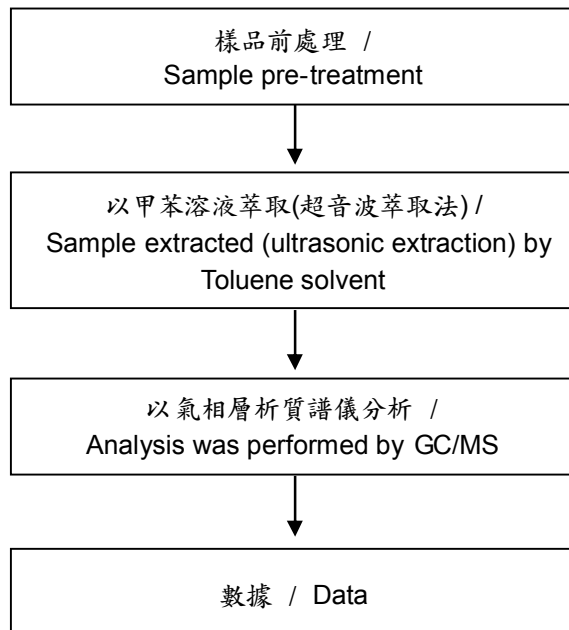 樣品前處理 /
Sample pre-treatment
以甲苯溶液萃取(超音波萃取法) /
Sample extracted (ultrasonic extraction) by
Toluene solvent
以氣相層析質譜儀分析 /
Analysis was performed by GC/MS
數據 / Data